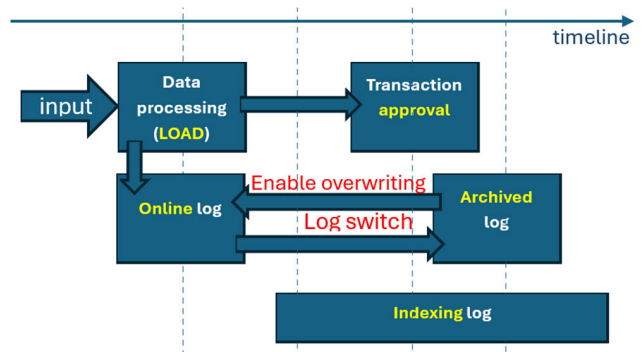 timeline
input
Data
processing
(LOAD)
Transaction
approval
Enable overwriting
Online log
Log switch
Archived
log
Indexing log